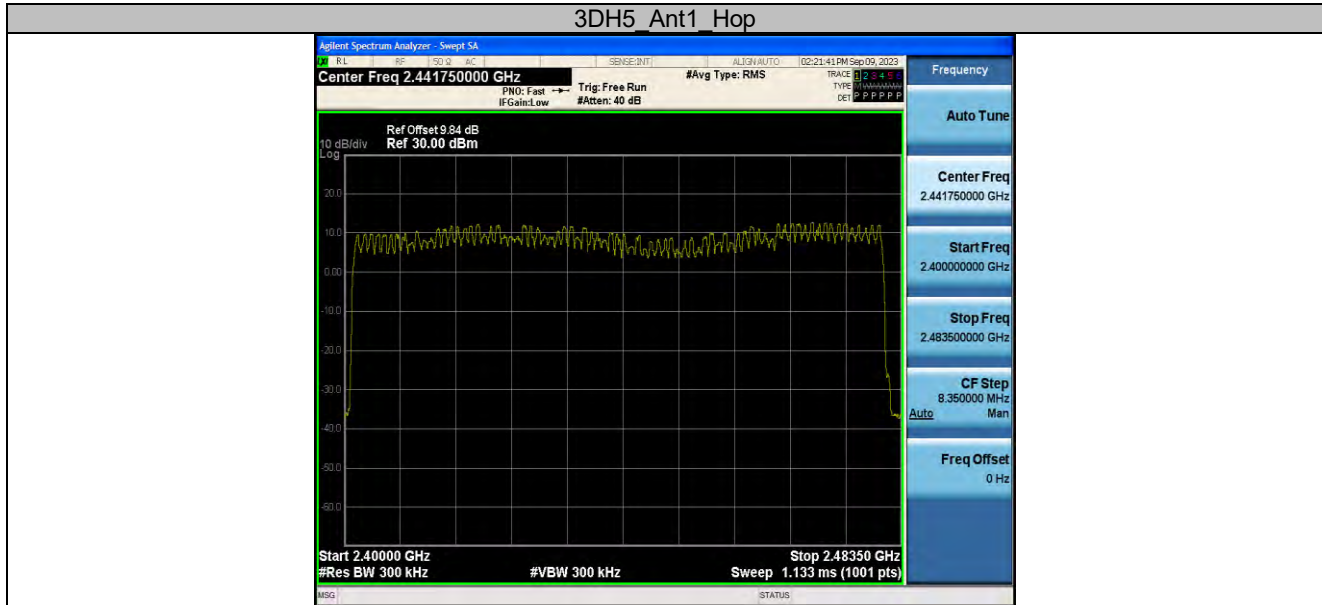 3DH5_Ant1_Hop
Agilent Spectrum Analyzer - Swept SA
RL RF 50 Ω AC SENSE:INT ALIGN AUTO 02:21:41 PM Sep 09, 2023
Center Freq 2.441750000 GHz
#Avg Type: RMS
TRACE 1 2 3 4 5 6
PNO: Fast Trig: Free Run
TYPE M
IFGain:Low #Atten: 40 dB
DET P P P P P P
Ref Offset 9.84 dB
10 dB/div Ref 30.00 dBm
Log
20.0
10.0
0.00
-10.0
-20.0
-30.0
-40.0
-50.0
-60.0
Start 2.40000 GHz Stop 2.48350 GHz
#Res BW 300 kHz #VBW 300 kHz Sweep 1.133 ms (1001 pts)
MSG STATUS
Frequency
Auto Tune
Center Freq
2.441750000 GHz
Start Freq
2.400000000 GHz
Stop Freq
2.483500000 GHz
CF Step
8.350000 MHz
Auto Man
Freq Offset
0 Hz